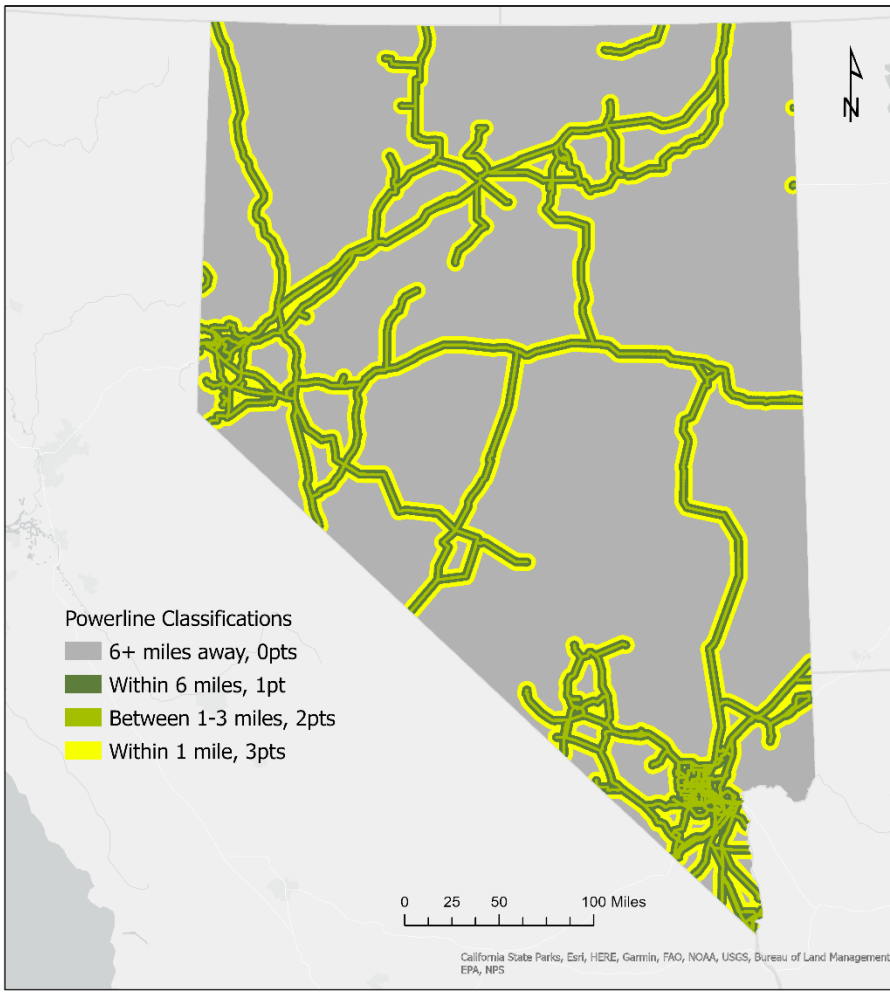 N
Powerline Classifications
6+ miles away, 0pts
Within 6 miles, 1pt
Between 1-3 miles, 2pts
Within 1 mile, 3pts
0 25 50 100 Miles
California State Parks, Esri, HERE, Garmin, FAO, NOAA, USGS, Bureau of Land Management
EPA, NPS